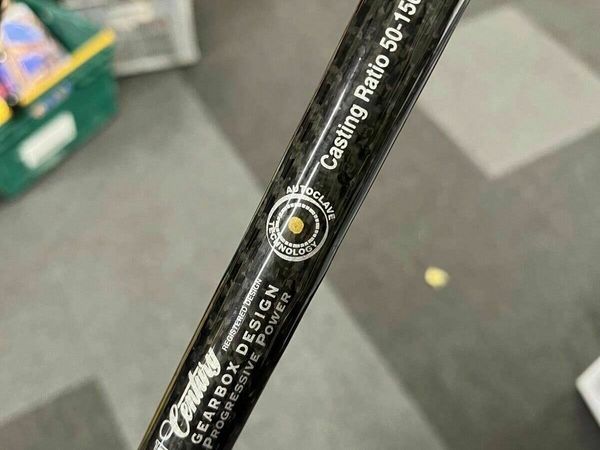 Century
REGISTERED DESIGN
GEARBOX DESIGN
PROGRESSIVE POWER
AUTOCLAVE
TECHNOLOGY
Casting Ratio 50-150